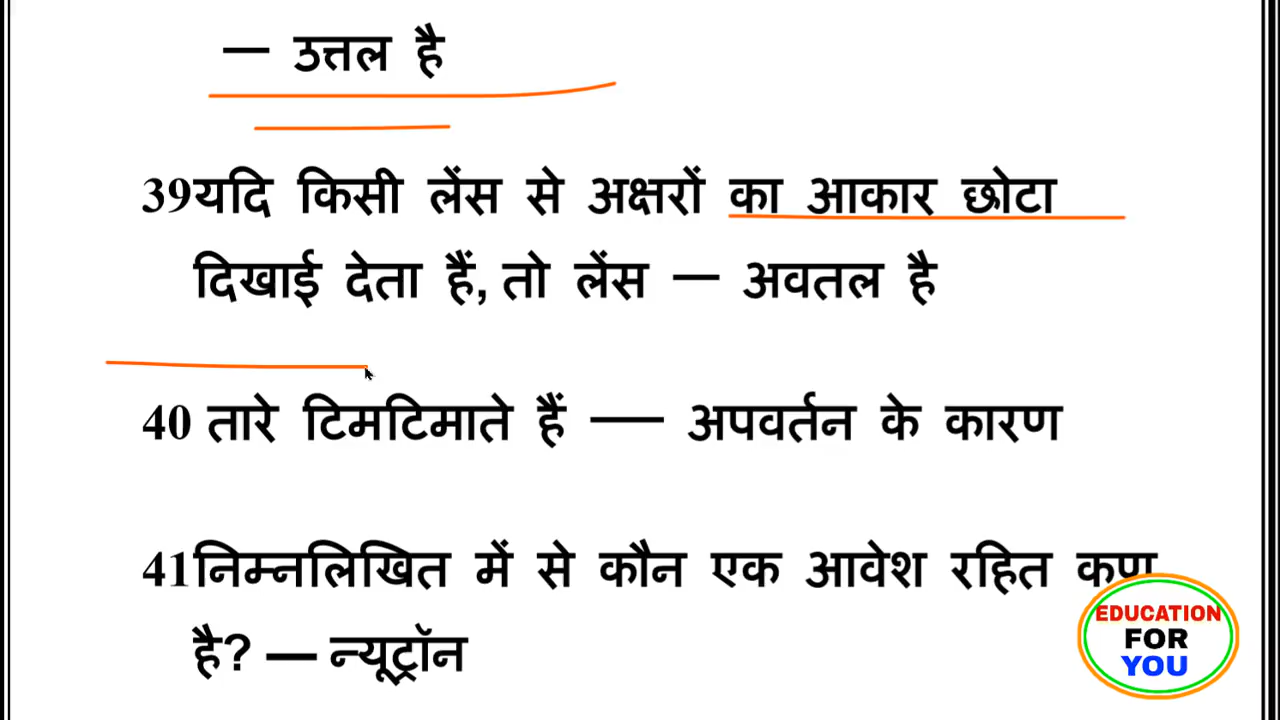 — उत्तल है
39यदि किसी लेंस से अक्षरों का आकार छोटा
दिखाई देता हैं, तो लेंस — अवतल है
40 तारे टिमटिमाते हैं — अपवर्तन के कारण
41निम्नलिखित में से कौन एक आवेश रहित कण
है? — न्यूट्रॉन
EDUCATION
FOR
YOU